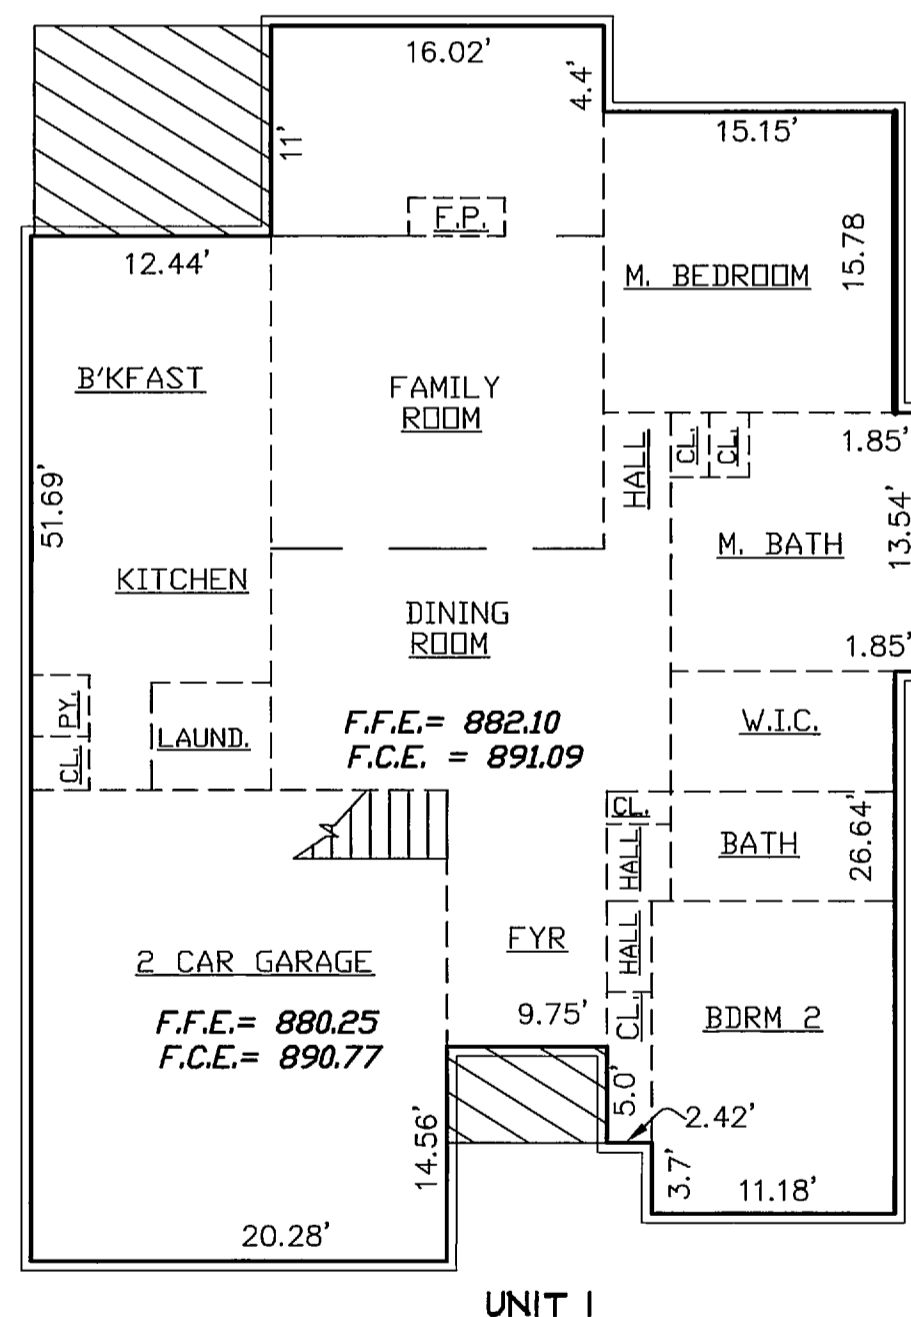 16.02'
4.4'
15.15'
11'
F.P.
12.44'
M. BEDROOM
15.78
B'KFAST
FAMILY
ROOM
HALL
CL.
CL.
1.85'
51.69'
13.54'
M. BATH
KITCHEN
DINING
ROOM
1.85'
PY.
CL.
LAUND.
F.F.E.= 882.10
F.C.E. = 891.09
W.I.C.
CL.
HALL
BATH
26.64'
FYR
HALL
2 CAR GARAGE
F.F.E.= 880.25
F.C.E.= 890.77
9.75'
CL.
BDRM 2
5.0'
2.42'
14.56'
3.7'
11.18'
20.28'
UNIT 1